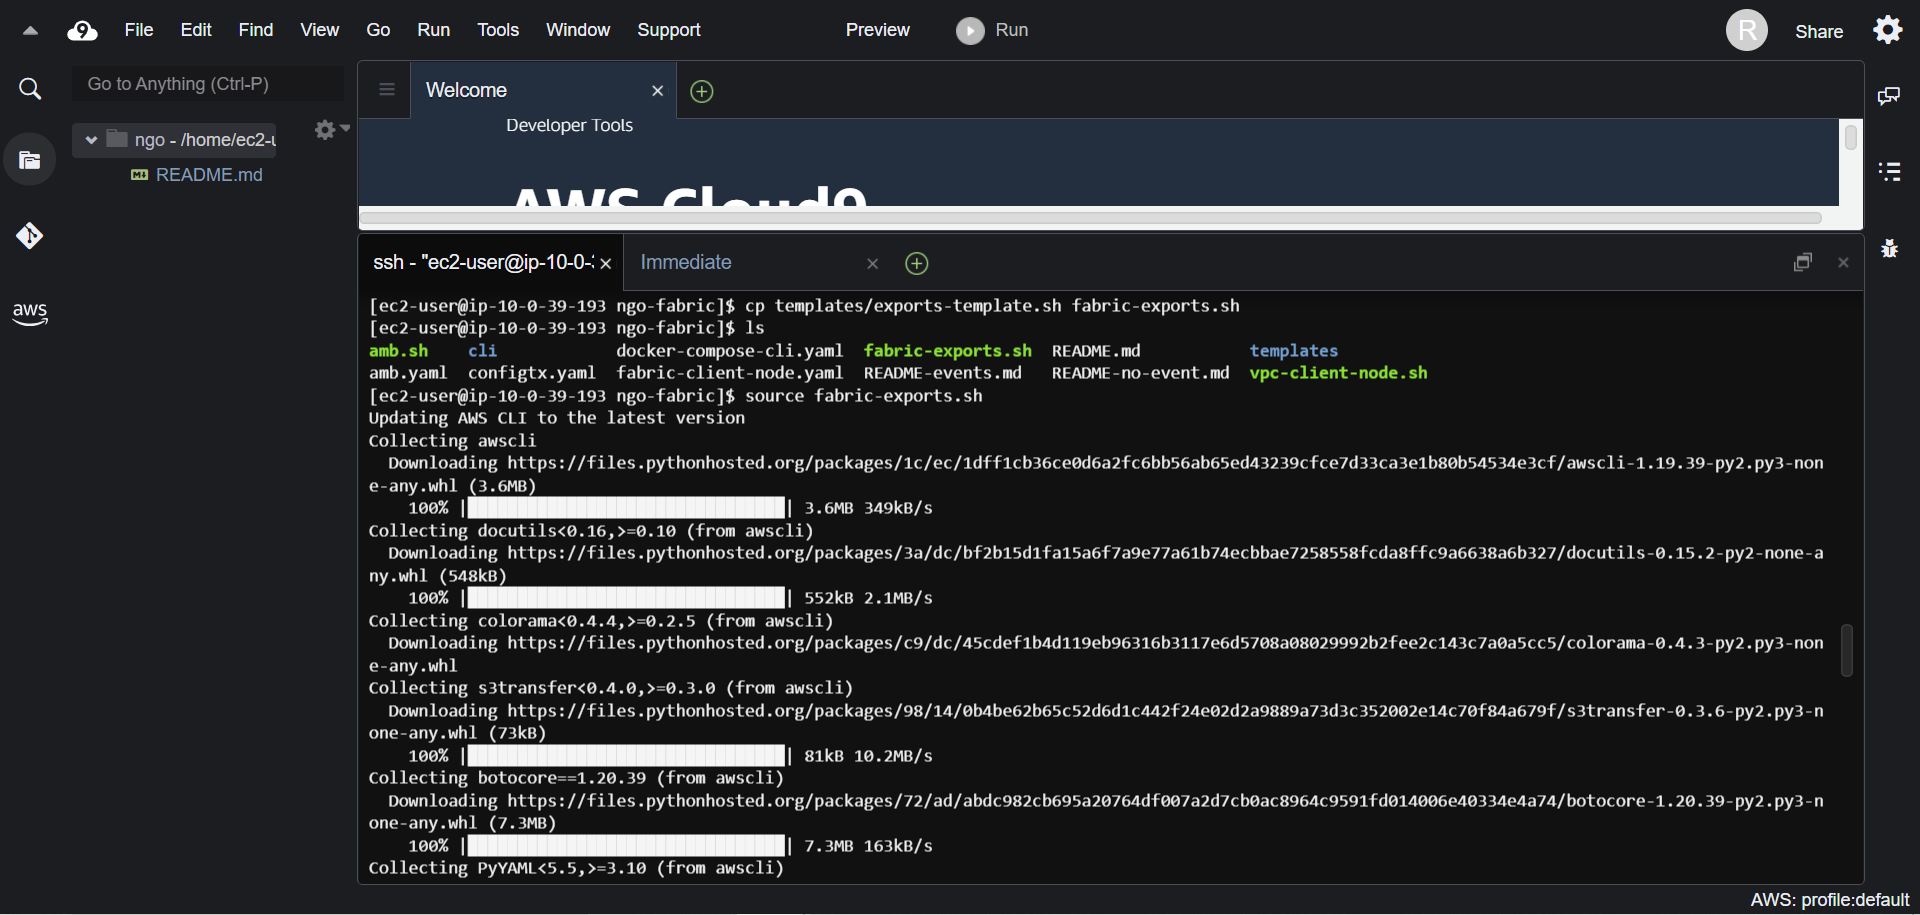 File Edit Find View Go Run Tools Window Support Preview Run R Share
Go to Anything (Ctrl-P)
Welcome
ngo - /home/ec2-u
README.md
Developer Tools
AWS Cloud9
aws
ssh - "ec2-user@ip-10-0-: Immediate
[ec2-user@ip-10-0-39-193 ngo-fabric]$ cp templates/exports-template.sh fabric-exports.sh
[ec2-user@ip-10-0-39-193 ngo-fabric]$ ls
amb.sh cli docker-compose-cli.yaml fabric-exports.sh README.md templates
amb.yaml configtx.yaml fabric-client-node.yaml README-events.md README-no-event.md vpc-client-node.sh
[ec2-user@ip-10-0-39-193 ngo-fabric]$ source fabric-exports.sh
Updating AWS CLI to the latest version
Collecting awscli
Downloading https://files.pythonhosted.org/packages/1c/ec/1dff1cb36ce0d6a2fc6bb56ab65ed43239cfce7d33ca3e1b80b54534e3cf/awscli-1.19.39-py2.py3-non
e-any.whl (3.6MB)
100% | | 3.6MB 349kB/s
Collecting docutils<0.16,>=0.10 (from awscli)
Downloading https://files.pythonhosted.org/packages/3a/dc/bf2b15d1fa15a6f7a9e77a61b74ecbbae7258558fcda8ffc9a6638a6b327/docutils-0.15.2-py2-none-a
ny.whl (548kB)
100% | | 552kB 2.1MB/s
Collecting colorama<0.4.4,>=0.2.5 (from awscli)
Downloading https://files.pythonhosted.org/packages/c9/dc/45cdef1b4d119eb96316b3117e6d5708a08029992b2fee2c143c7a0a5cc5/colorama-0.4.3-py2.py3-non
e-any.whl
Collecting s3transfer<0.4.0,>=0.3.0 (from awscli)
Downloading https://files.pythonhosted.org/packages/98/14/0b4be62b65c52d6d1c442f24e02d2a9889a73d3c352002e14c70f84a679f/s3transfer-0.3.6-py2.py3-n
one-any.whl (73kB)
100% | | 81kB 10.2MB/s
Collecting botocore==1.20.39 (from awscli)
Downloading https://files.pythonhosted.org/packages/72/ad/abdc982cb695a20764df007a2d7cb0ac8964c9591fd014006e40334e4a74/botocore-1.20.39-py2.py3-n
one-any.whl (7.3MB)
100% | | 7.3MB 163kB/s
Collecting PyYAML<5.5,>=3.10 (from awscli)
AWS: profile:default